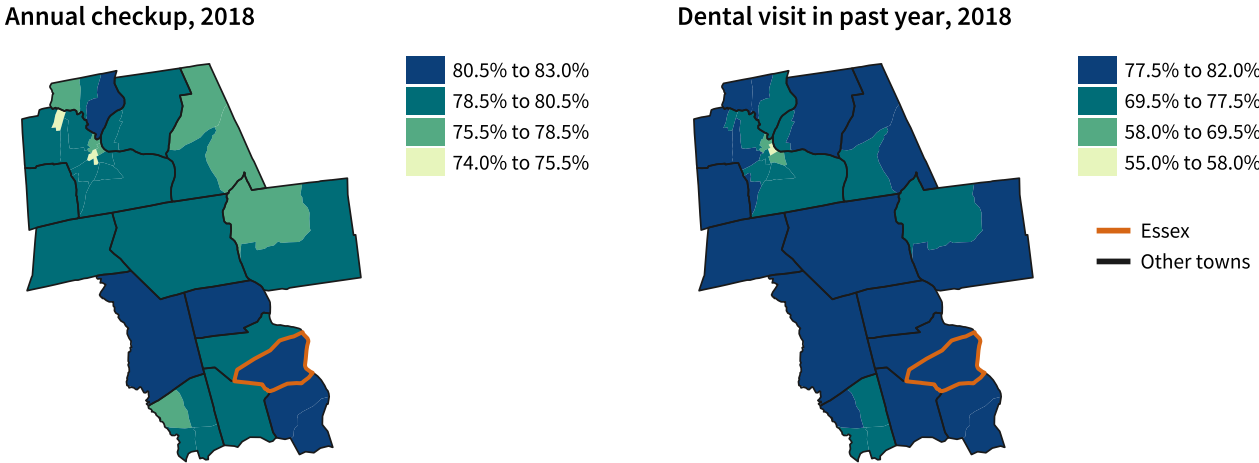 Annual checkup, 2018
80.5% to 83.0%
78.5% to 80.5%
75.5% to 78.5%
74.0% to 75.5%
Dental visit in past year, 2018
77.5% to 82.0%
69.5% to 77.5%
58.0% to 69.5%
55.0% to 58.0%
Essex
Other towns